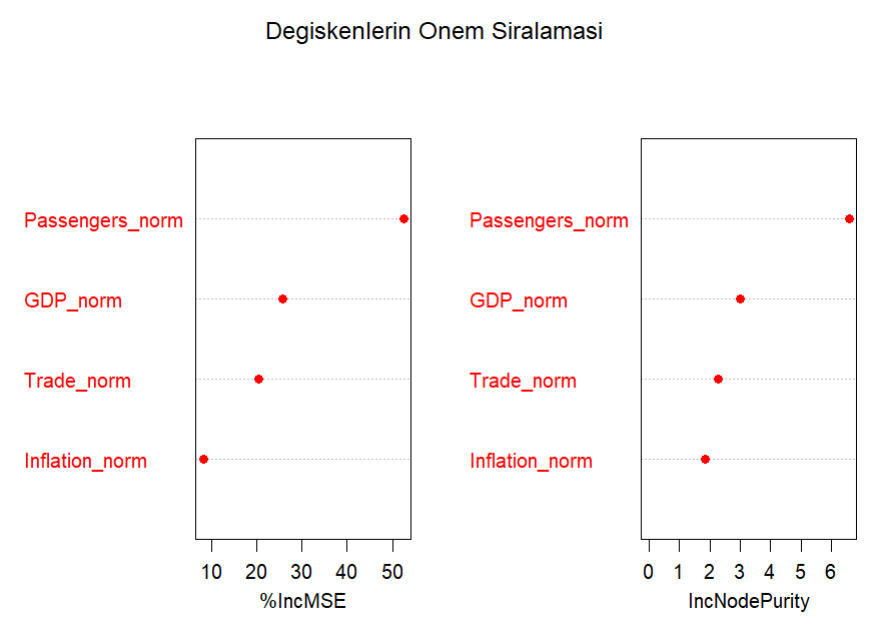 Degiskenlerin Onem Siralamasi
Passengers_norm
GDP_norm
Trade_norm
Inflation_norm
10 20 30 40 50
%IncMSE
Passengers_norm
GDP_norm
Trade_norm
Inflation_norm
0 1 2 3 4 5 6
IncNodePurity